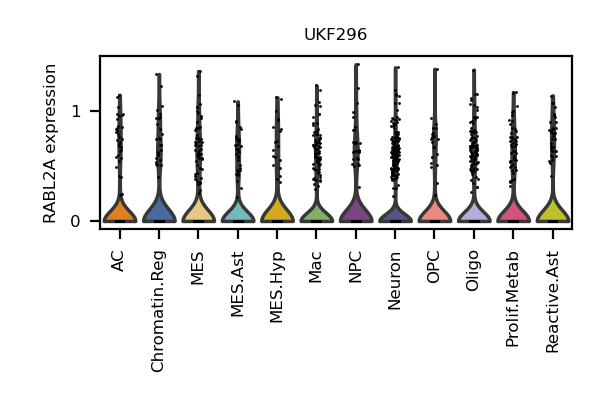 UKF296
RABL2A expression
1
0
AC
Chromatin.Reg
MES
MES.Ast
MES.Hyp
Mac
NPC
Neuron
OPC
Oligo
Prolif.Metab
Reactive.Ast